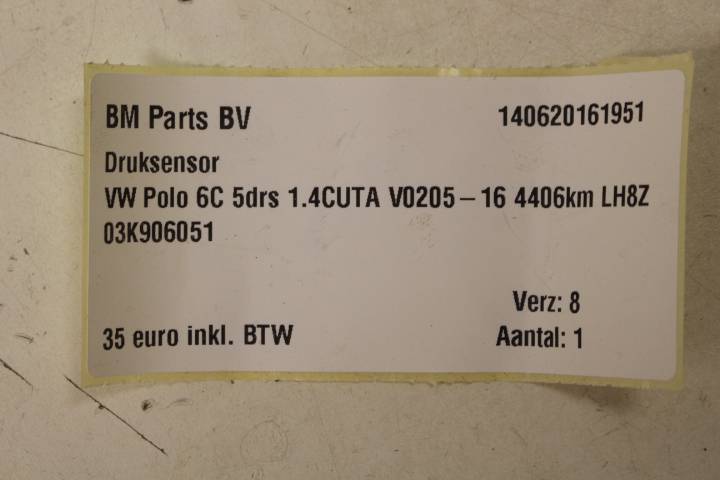 BM Parts BV 140620161951
Druksensor
VW Polo 6C 5drs 1.4CUTA V0205-16 4406km LH8Z
03K906051
Verz: 8
35 euro inkl. BTW Aantal: 1